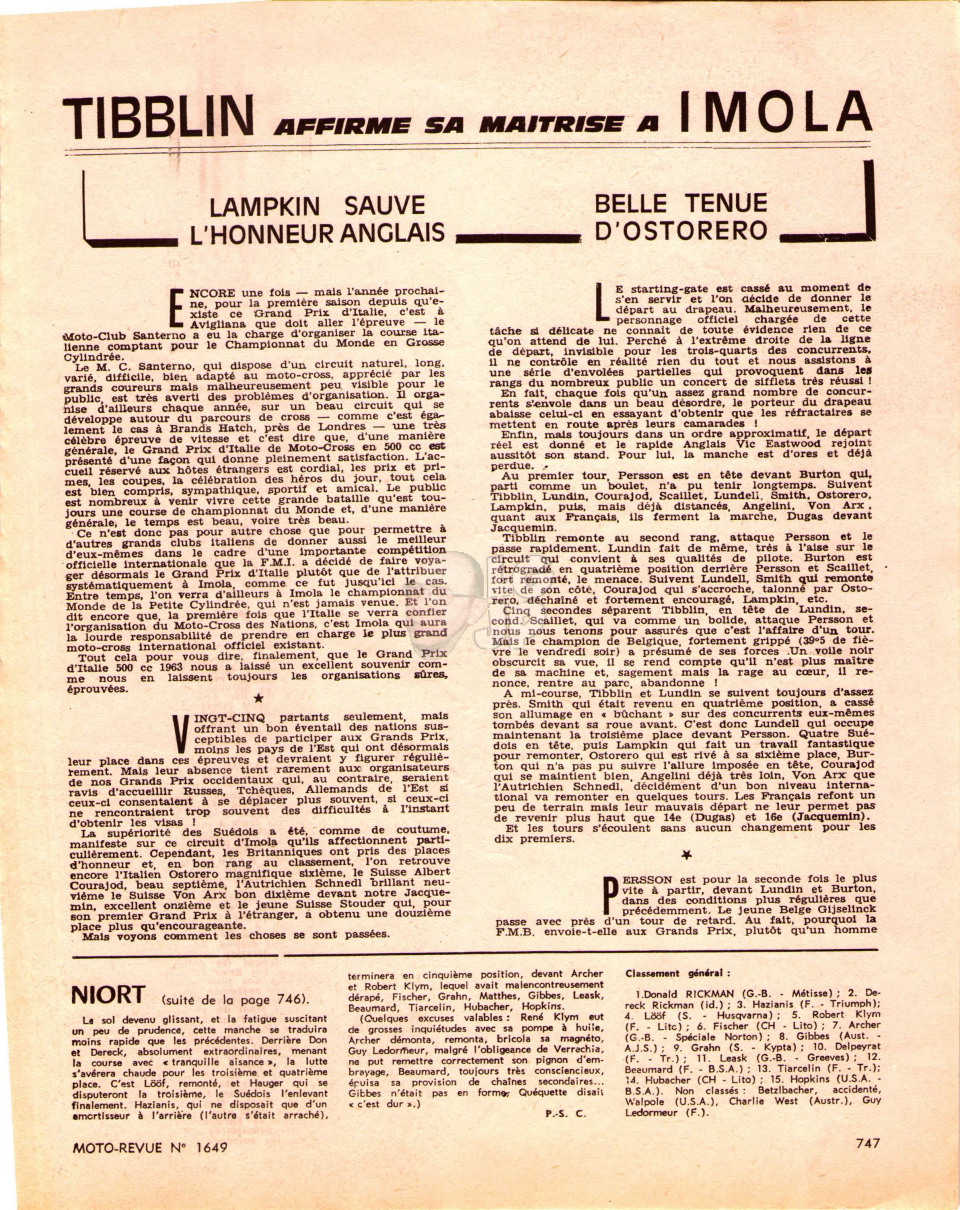 TIBBLIN AFFIRME SA MAITRISE A IMOLA
LAMPKIN SAUVE
L'HONNEUR ANGLAIS
BELLE TENUE
D'OSTORERO
ENCORE une fois — mais l'année prochai-
ne, pour la première saison depuis qu'e-
xiste ce Grand Prix d'Italie, c'est à
Avigliana que doit aller l'épreuve — le
Moto-Club Santerno a eu la charge d'organiser la course ita-
lienne comptant pour le Championnat du Monde en Grosse
Cylindrée.
Le M. C. Santerno, qui dispose d'un circuit naturel, long,
varié, difficile, bien adapté au moto-cross, apprécié par les
grands coureurs mais malheureusement peu visible pour le
public, est très averti des problèmes d'organisation. Il orga-
nise d'ailleurs chaque année, sur un beau circuit qui se
développe autour du parcours de cross — comme c'est éga-
lement le cas à Brands Hatch, près de Londres — une très
célèbre épreuve de vitesse et c'est dire que, d'une manière
générale, le Grand Prix d'Italie de Moto-Cross en 500 cc est
présenté d'une façon qui donne pleinement satisfaction. L'ac-
cueil réservé aux hôtes étrangers est cordial, les prix et pri-
mes, les coupes, la célébration des héros du jour, tout cela
est bien compris, sympathique, sportif et amical. Le public
est nombreux à venir vivre cette grande bataille qu'est tou-
jours une course de championnat du Monde et, d'une manière
générale, le temps est beau, voire très beau.
Ce n'est donc pas pour autre chose que pour permettre à
d'autres grands clubs italiens de donner aussi le meilleur
d'eux-mêmes dans le cadre d'une importante compétition
officielle internationale que la F.M.I. a décidé de faire voya-
ger désormais le Grand Prix d'Italie plutôt que de l'attribuer
systématiquement à Imola, comme ce fut jusqu'ici le cas.
Entre temps, l'on verra d'ailleurs à Imola le championnat du
Monde de la Petite Cylindrée, qui n'est jamais venue. Et l'on
dit encore que, la première fois que l'Italie se verra confier
l'organisation du Moto-Cross des Nations, c'est Imola qui aura
la lourde responsabilité de prendre en charge le plus grand
moto-cross international officiel existant.
Tout cela pour vous dire, finalement, que le Grand Prix
d'Italie 500 cc 1963 nous a laissé un excellent souvenir com-
me nous en laissent toujours les organisations sûres,
éprouvées.
★
VINGT-CINQ partants seulement, mais
offrant un bon éventail des nations sus-
ceptibles de participer aux Grands Prix,
moins les pays de l'Est qui ont désormais
leur place dans ces épreuves et devraient y figurer réguliè-
rement. Mais leur absence tient rarement aux organisateurs
de nos Grands Prix occidentaux qui, au contraire, seraient
ravis d'accueillir Russes, Tchèques, Allemands de l'Est si
ceux-ci consentaient à se déplacer plus souvent, si ceux-ci
ne rencontraient trop souvent des difficultés à l'instant
d'obtenir les visas !
La supériorité des Suédois a été, comme de coutume,
manifeste sur ce circuit d'Imola qu'ils affectionnent parti-
culièrement. Cependant, les Britanniques ont pris des places
d'honneur et, en bon rang au classement, l'on retrouve
encore l'Italien Ostorero magnifique sixième, le Suisse Albert
Courajod, beau septième, l'Autrichien Schnedl brillant neu-
vième le Suisse Von Arx bon dixième devant notre Jacque-
min, excellent onzième et le jeune Suisse Stouder qui, pour
son premier Grand Prix à l'étranger, a obtenu une douzième
place plus qu'encourageante.
Mais voyons comment les choses se sont passées.
LE starting-gate est cassé au moment de
s'en servir et l'on décide de donner le
départ au drapeau. Malheureusement, le
personnage officiel chargée de cette
tâche si délicate ne connaît de toute évidence rien de ce
qu'on attend de lui. Perché à l'extrême droite de la ligne
de départ, invisible pour les trois-quarts des concurrents,
il ne contrôle en réalité rien du tout et nous assistons à
une série d'envolées partielles qui provoquent dans les
rangs du nombreux public un concert de sifflets très réussi !
En fait, chaque fois qu'un assez grand nombre de concur-
rents s'envole dans un beau désordre, le porteur du drapeau
abaisse celui-ci en essayant d'obtenir que les réfractaires se
mettent en route après leurs camarades !
Enfin, mais toujours dans un ordre approximatif, le départ
réel est donné et le rapide Anglais Vic Eastwood rejoint
aussitôt son stand. Pour lui, la manche est d'ores et déjà
perdue.
Au premier tour, Persson est en tête devant Burton qui,
parti comme un boulet, n'a pu tenir longtemps. Suivent
Tibblin, Lundin, Courajod, Scaillet, Lundell, Smith, Ostorero,
Lampkin, puis, mais déjà distancés, Angelini, Von Arx,
quant aux Français, ils ferment la marche, Dugas devant
Jacquemin.
Tibblin remonte au second rang, attaque Persson et le
passe rapidement. Lundin fait de même, très à l'aise sur le
circuit qui convient à ses qualités de pilote. Burton est
rétrogradé en quatrième position derrière Persson et Scaillet,
fort remonté, le menace. Suivent Lundell, Smith qui remonte
vite de son côté, Courajod qui s'accroche, talonné par Osto-
rero, déchaîné et fortement encouragé, Lampkin, etc.
Cinq secondes séparent Tibblin, en tête de Lundin, se-
cond. Scaillet, qui va comme un bolide, attaque Persson et
nous nous tenons pour assurés que c'est l'affaire d'un tour.
Mais le champion de Belgique, fortement grippé (39°5 de fiè-
vre le vendredi soir) a présumé de ses forces .Un voile noir
obscurcit sa vue, il se rend compte qu'il n'est plus maître
de sa machine et, sagement mais la rage au cœur, il re-
nonce, rentre au parc, abandonne !
A mi-course, Tibblin et Lundin se suivent toujours d'assez
près. Smith qui était revenu en quatrième position, a cassé
son allumage en « bûchant » sur des concurrents eux-mêmes
tombés devant sa roue avant. C'est donc Lundell qui occupe
maintenant la troisième place devant Persson. Quatre Sué-
dois en tête, puis Lampkin qui fait un travail fantastique
pour remonter, Ostorero qui est rivé à sa sixième place, Bur-
ton qui n'a pas pu suivre l'allure imposée en tête, Courajod
qui se maintient bien, Angelini déjà très loin, Von Arx que
l'Autrichien Schnedl, décidément d'un bon niveau interna-
tional va remonter en quelques tours. Les Français refont un
peu de terrain mais leur mauvais départ ne leur permet pas
de revenir plus haut que 14e (Dugas) et 16e (Jacquemin).
Et les tours s'écoulent sans aucun changement pour les
dix premiers.
★
PERSSON est pour la seconde fois le plus
vite à partir, devant Lundin et Burton,
dans des conditions plus régulières que
précédemment. Le jeune Belge Gijselinck
passe avec près d'un tour de retard. Au fait, pourquoi la
F.M.B. envoie-t-elle aux Grands Prix, plutôt qu'un homme
NIORT (suite de la page 746).
Le sol devenu glissant, et la fatigue suscitant
un peu de prudence, cette manche se traduira
moins rapide que les précédentes. Derrière Don
et Dereck, absolument extraordinaires, menant
la course avec « tranquille aisance », la lutte
s'avérera chaude pour les troisième et quatrième
place. C'est Lööf, remonté, et Hauger qui se
disputeront la troisième, le Suédois l'enlevant
finalement. Hazianis, qui ne disposait que d'un
amortisseur à l'arrière (l'autre s'était arraché),
terminera en cinquième position, devant Archer
et Robert Klym, lequel avait malencontreusement
dérapé, Fischer, Grahn, Matthes, Gibbes, Leask,
Beaumard, Tiarcelin, Hubacher, Hopkins.
(Quelques excuses valables : René Klym eut
de grosses inquiétudes avec sa pompe à huile,
Archer démonta, remonta, bricola sa magnéto,
Guy Ledormeur, malgré l'obligeance de Verrechia,
ne put remettre correctement son pignon d'em-
brayage, Beaumard, toujours très consciencieux,
épuisa sa provision de chaînes secondaires...
Gibbes n'était pas en forme, Quéquette disait
« c'est dur ».)
P.-S. C.
Classement général :
1.Donald RICKMAN (G.-B. - Métisse) ; 2. De-
reck Rickman (id.) ; 3. Hazianis (F. - Triumph);
4. Lööf (S. - Husqvarna) ; 5. Robert Klym
(F. - Litc) ; 6. Fischer (CH - Lito) ; 7. Archer
(G.-B. - Spéciale Norton) ; 8. Gibbes (Aust. -
A.J.S.) ; 9. Grahn (S. - Kypta) ; 10. Delpeyrat
(F. - Tr.) ; 11. Leask (G.-B. - Greeves) ; 12.
Beaumard (F. - B.S.A.) ; 13. Tiarcelin (F. - Tr.);
14. Hubacher (CH - Lito) ; 15. Hopkins (U.S.A. -
B.S.A.). Non classés : Betzlbacher, accidenté,
Walpole (U.S.A.), Charlie West (Austr.), Guy
Ledormeur (F.).
MOTO-REVUE N° 1649
747